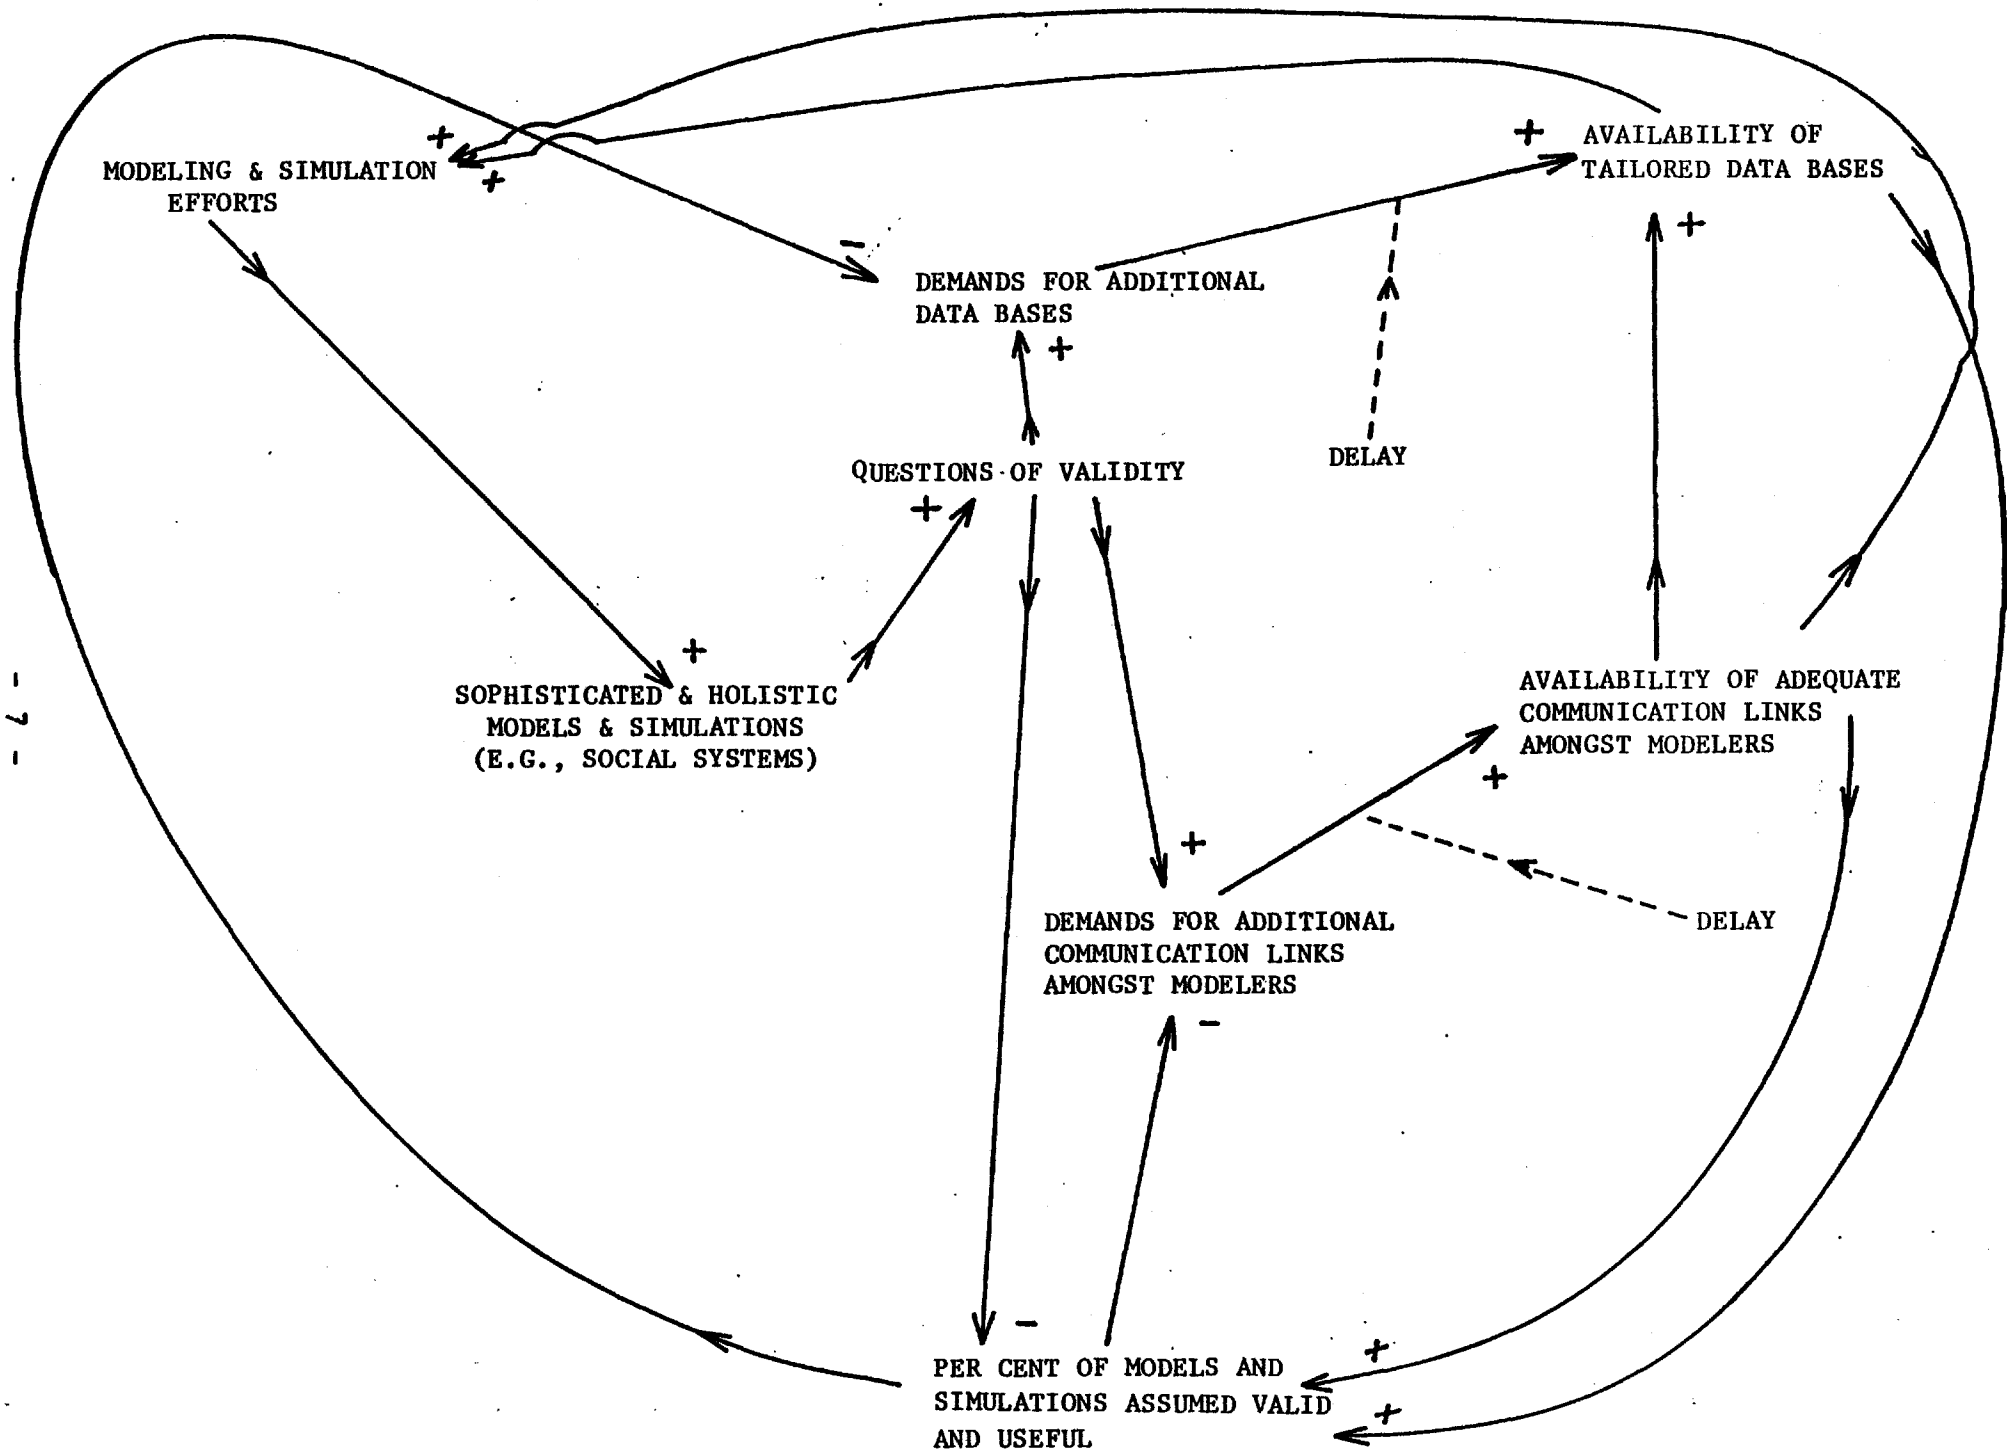 +
+ AVAILABILITY OF
MODELING & SIMULATION
EFFORTS
+
TAILORED DATA BASES
+
-
DEMANDS FOR ADDITIONAL
DATA BASES
+
QUESTIONS OF VALIDITY
+
DELAY
+
SOPHISTICATED & HOLISTIC
MODELS & SIMULATIONS
(E.G., SOCIAL SYSTEMS)
AVAILABILITY OF ADEQUATE
COMMUNICATION LINKS
AMONGST MODELERS
+
- 7 -
+
DEMANDS FOR ADDITIONAL
COMMUNICATION LINKS
AMONGST MODELERS
-
DELAY
-
+
PER CENT OF MODELS AND
SIMULATIONS ASSUMED VALID
AND USEFUL
+